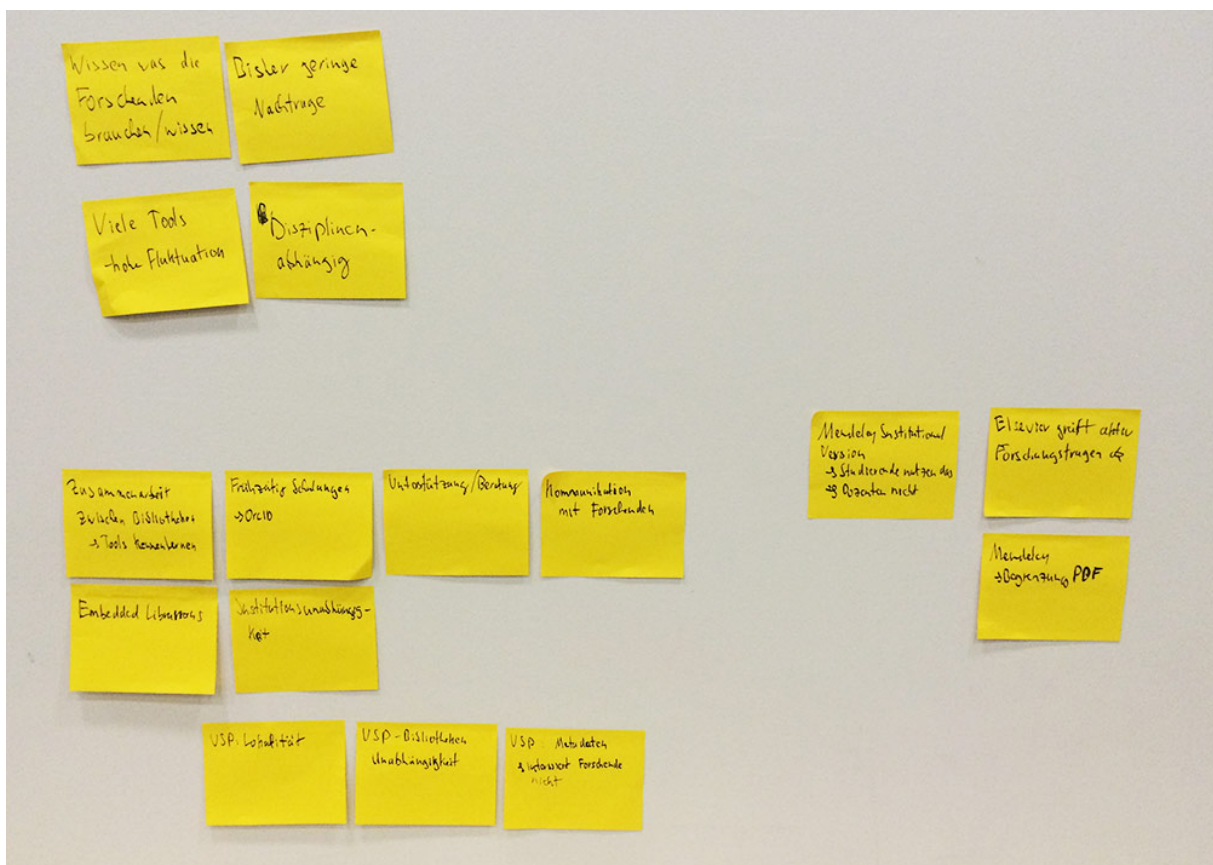 Wissen was die
Forschenden
brauchen/wissen
Bisher geringe
Nachfrage
Viele Tools
hohe Fluktuation
Disziplinen-
abhängig
Mendeley Institutional
Version
→ Studierende nutzen das
→ Dozenten nicht
Elsevier greift
Forschungsfragen ab
Mendeley
→ Begrenzung PDF
Zusammenarbeit
zwischen Bibliotheken
→ Tools kennenlernen
Frühzeitig Schulungen
→ OrcID
Unterstützung/Beratung
Kommunikation
mit Forschenden
Embedded Librarians
Institutionsunabhängig-
keit
USP: Lokalität
USP-Bibliotheken
Unabhängigkeit
USP: Metadaten
→ interessiert Forschende
nicht